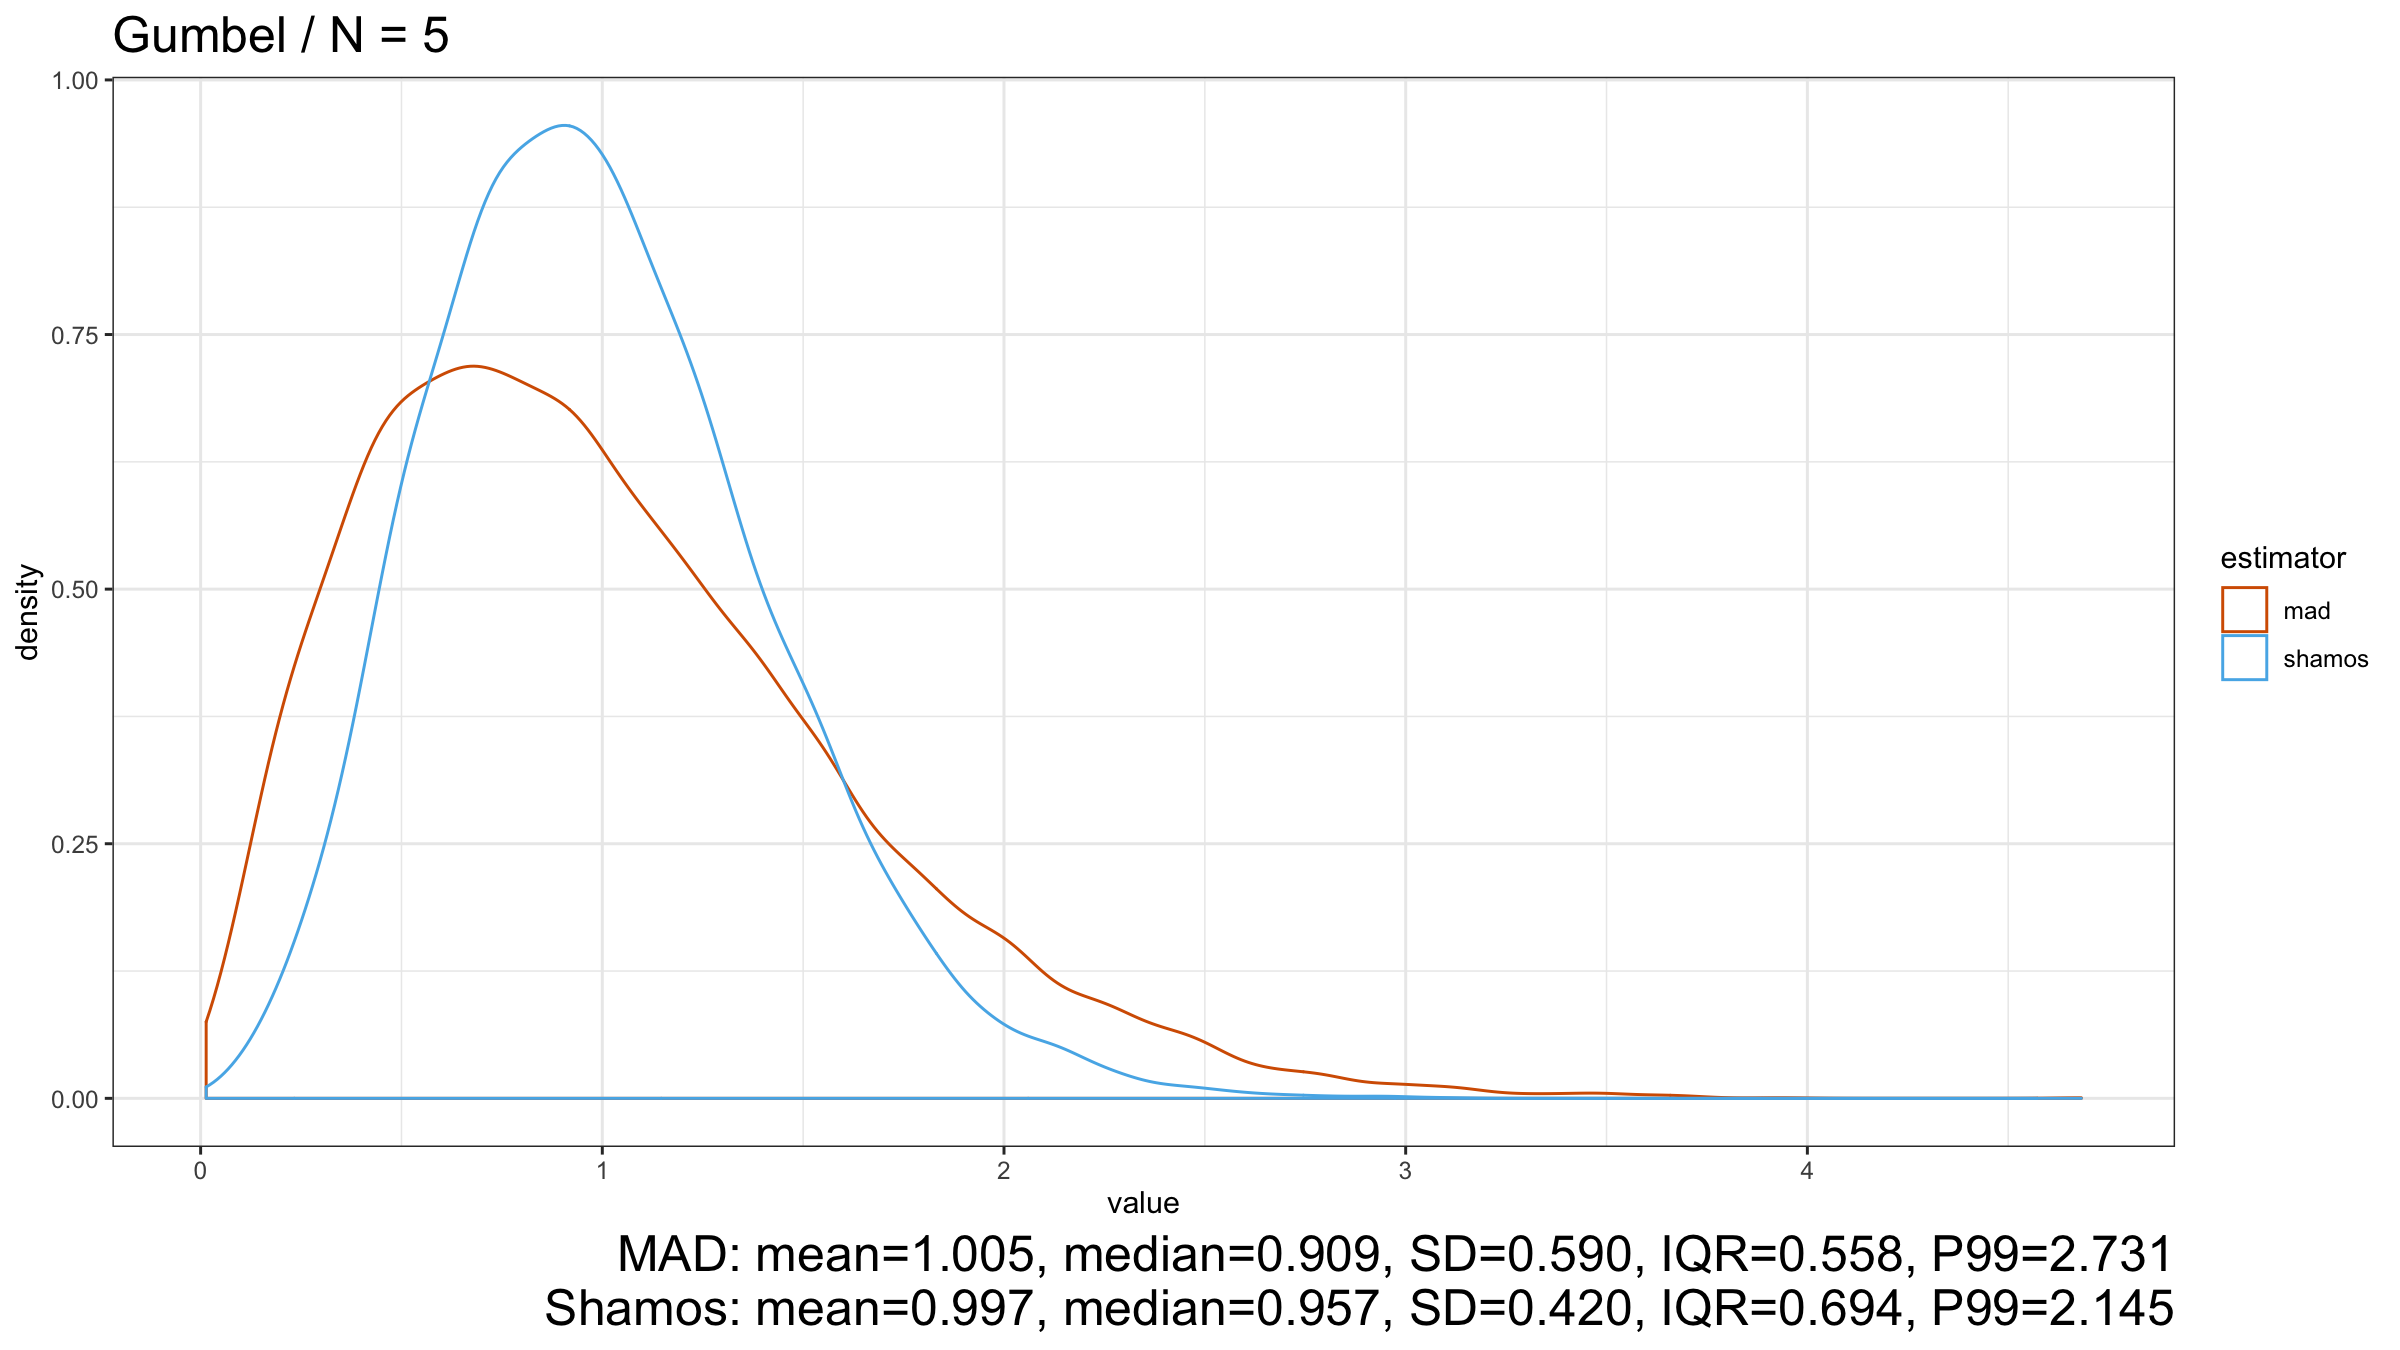 Gumbel / N = 5
1.00
0.75
0.50
0.25
0.00
density
0 1 2 3 4
value
estimator
mad
shamos
MAD: mean=1.005, median=0.909, SD=0.590, IQR=0.558, P99=2.731
Shamos: mean=0.997, median=0.957, SD=0.420, IQR=0.694, P99=2.145